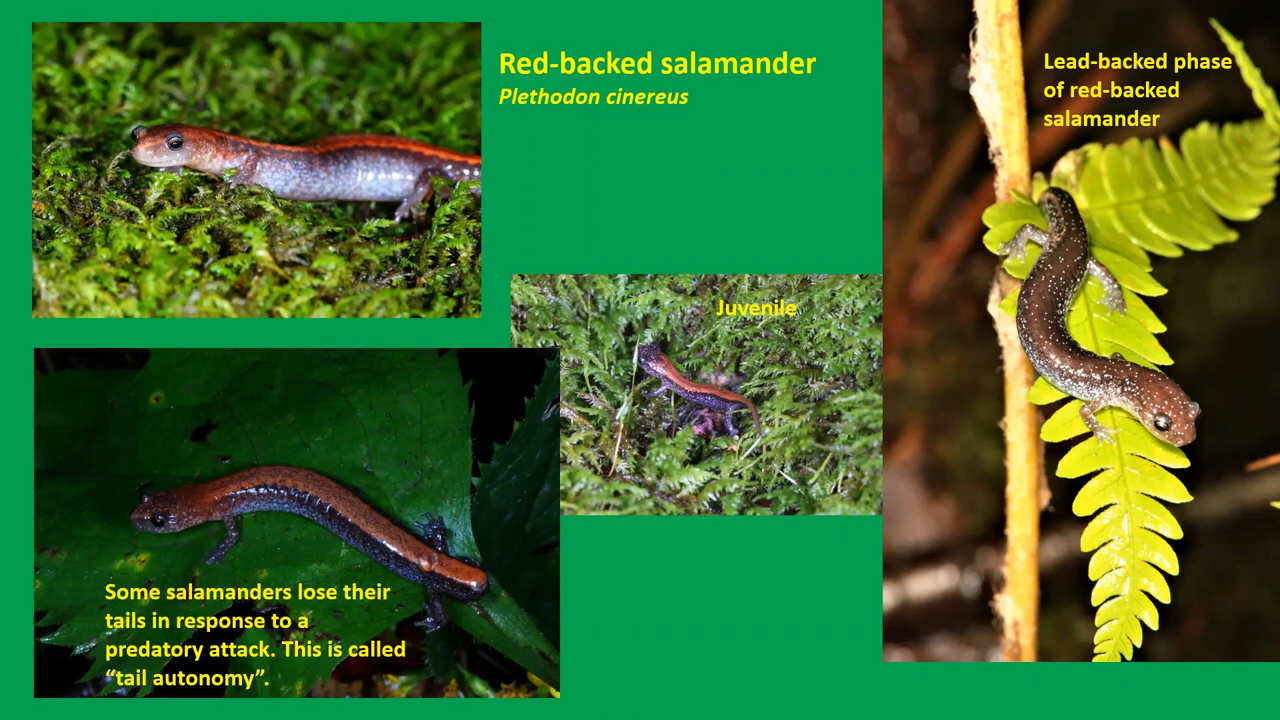 Red-backed salamander
Plethodon cinereus
Lead-backed phase
of red-backed
salamander
Juvenile
Some salamanders lose their
tails in response to a
predatory attack. This is called
“tail autonomy”.